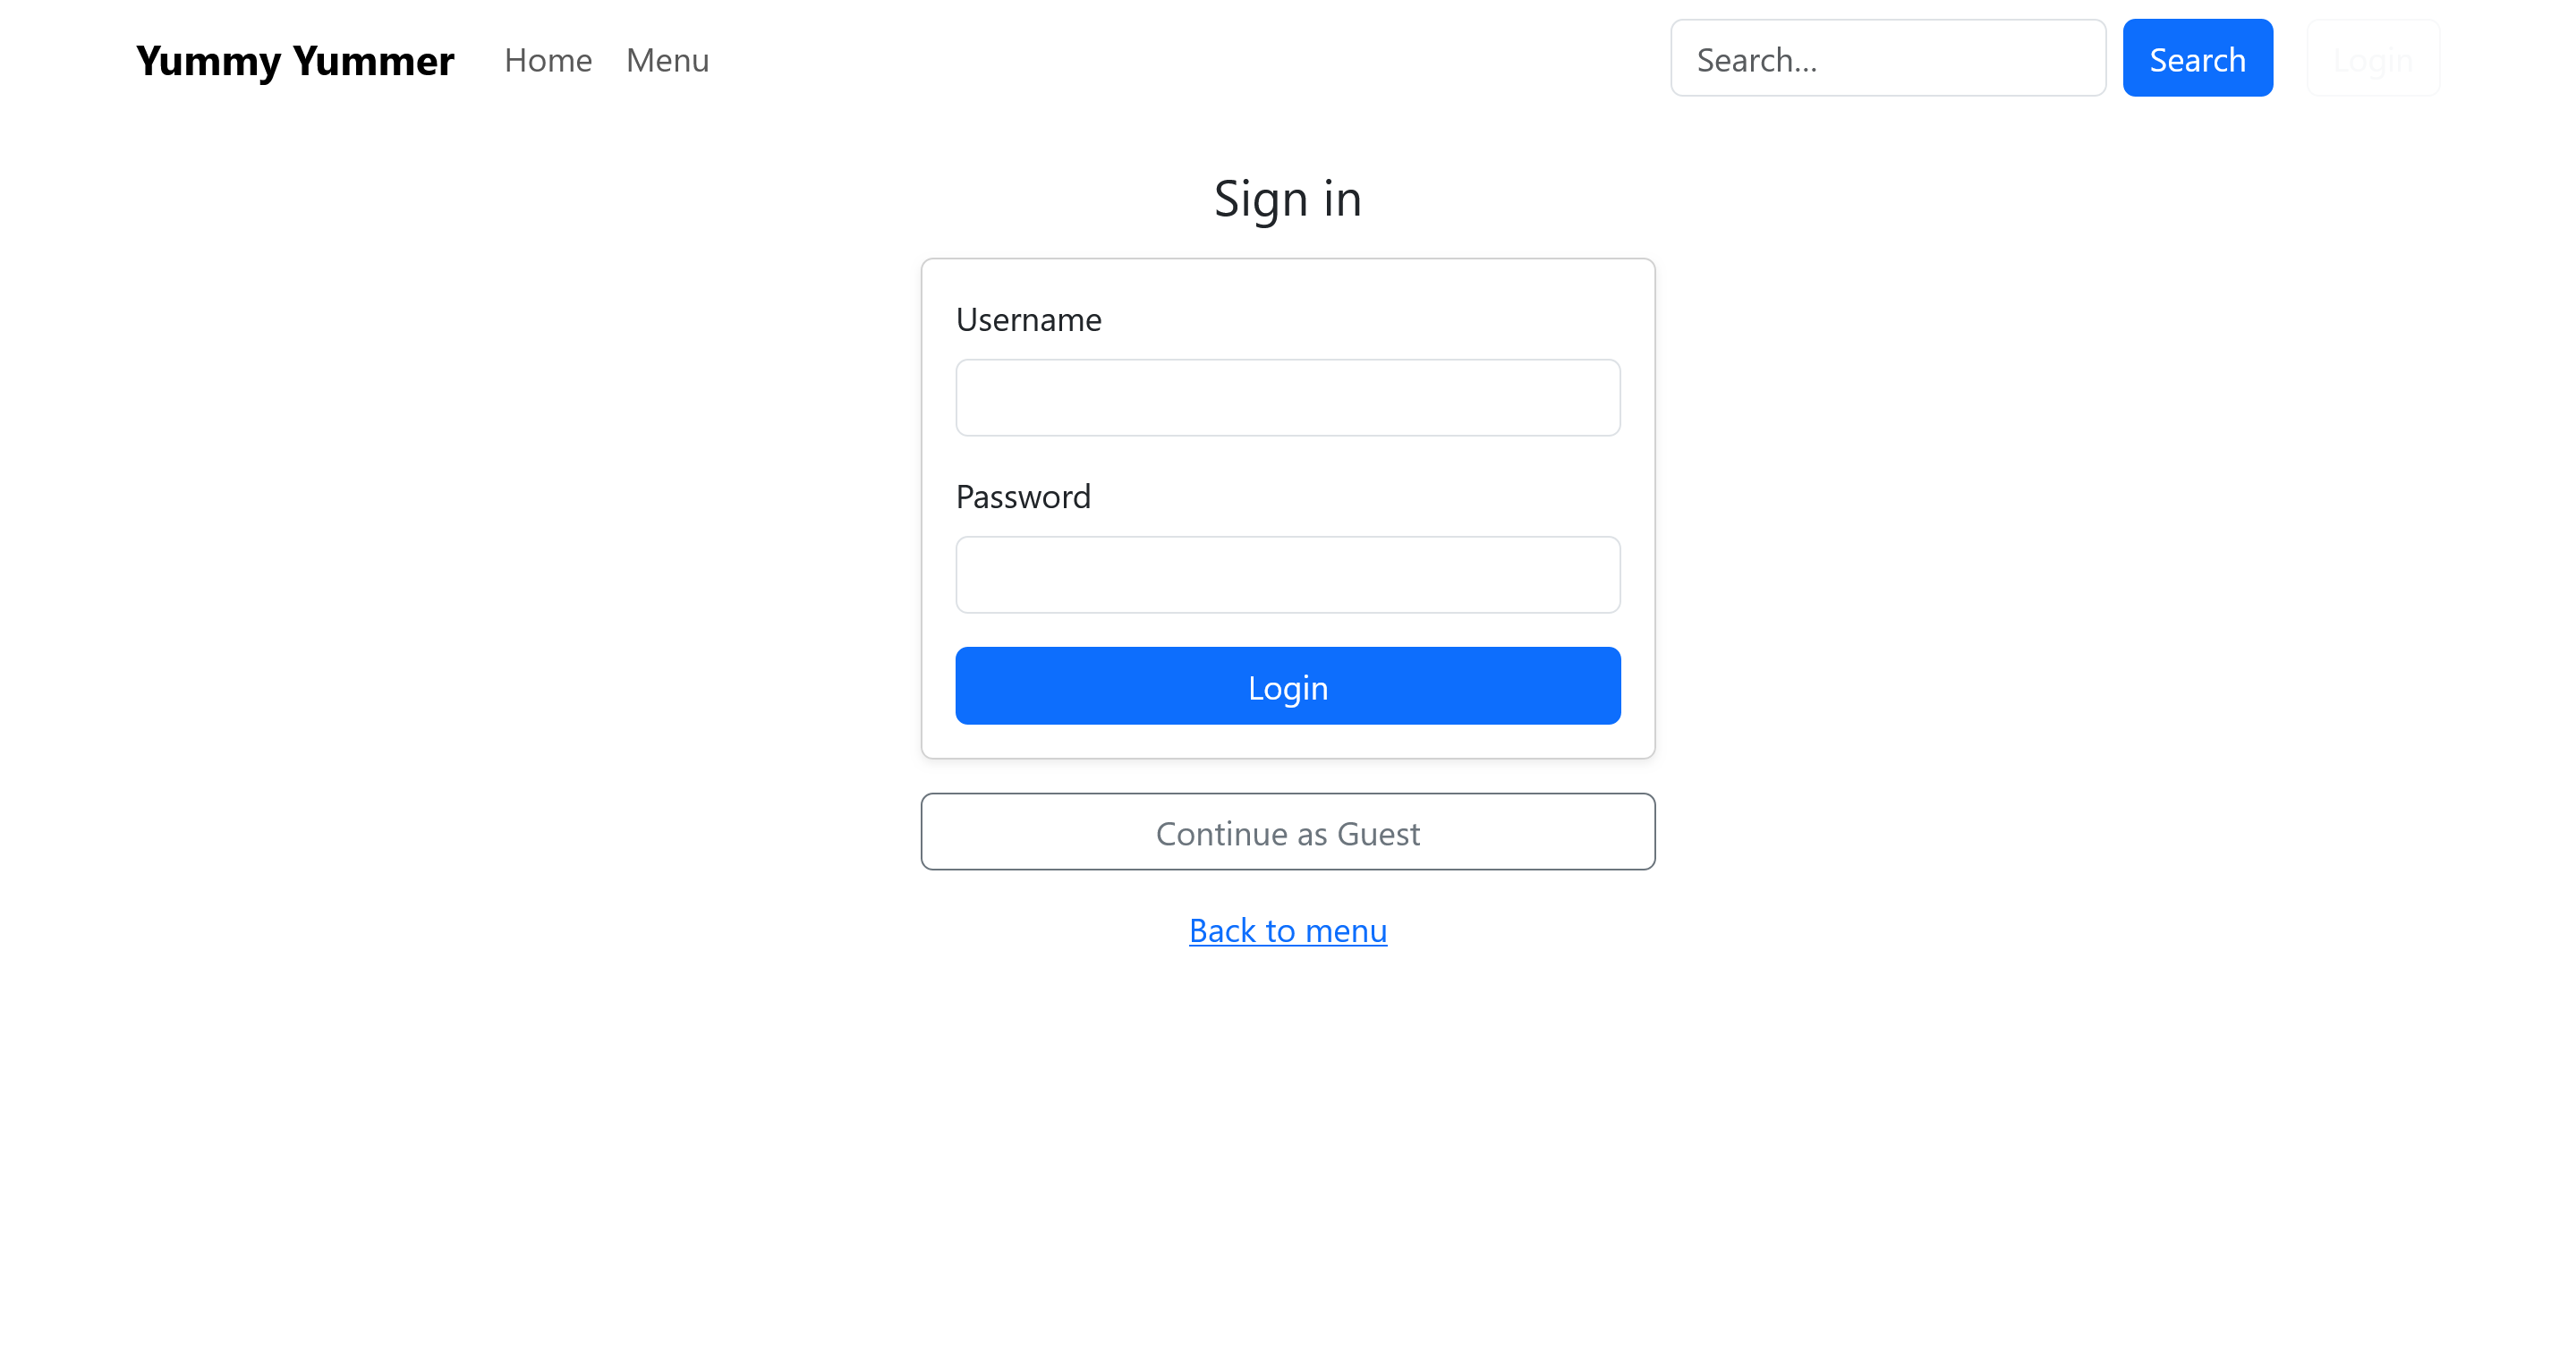 Yummy Yummer Home Menu Search... Search Login
Sign in
Username
Password
Login
Continue as Guest
Back to menu